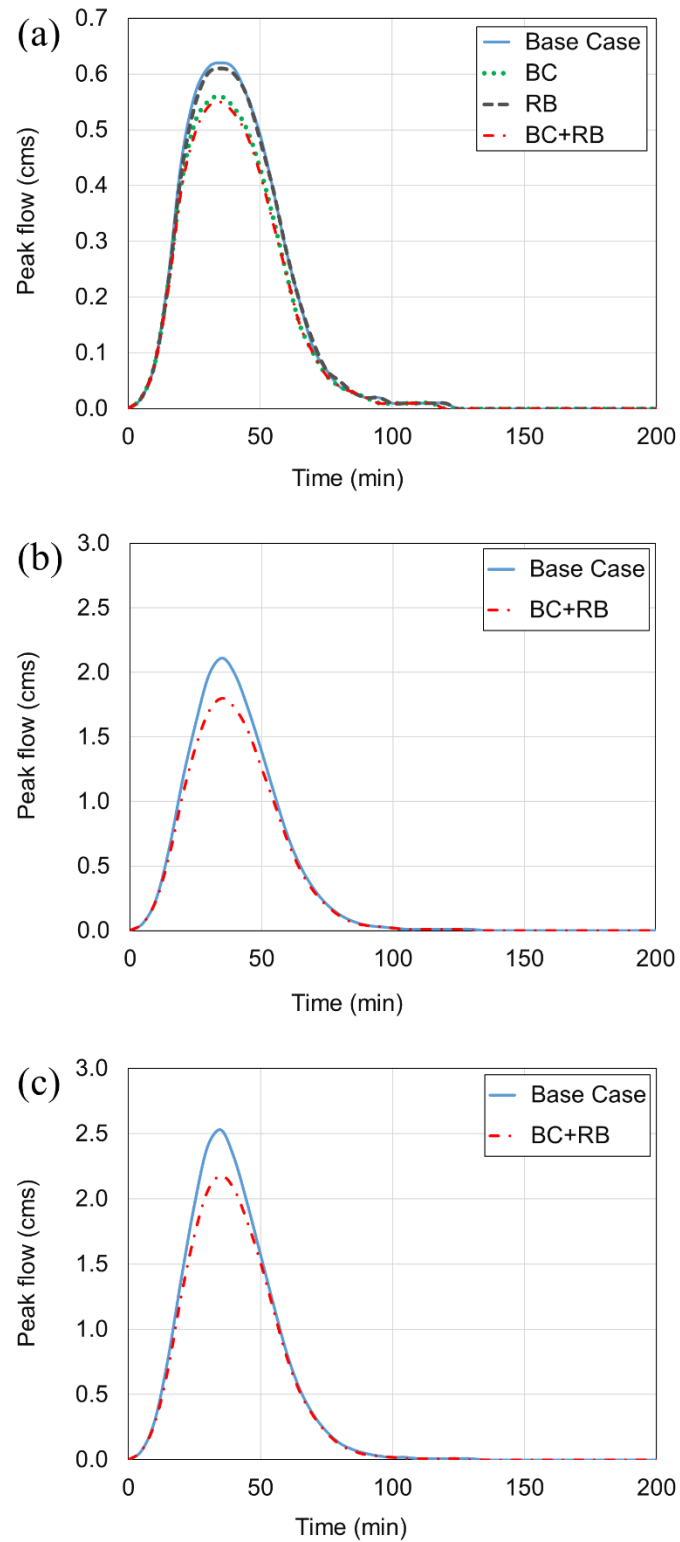 (a)
0.7
0.6
0.5
0.4
0.3
0.2
0.1
0.0
Peak flow (cms)
Base Case
BC
RB
BC+RB
0 50 100 150 200
Time (min)
(b)
3.0
2.5
2.0
1.5
1.0
0.5
0.0
Peak flow (cms)
Base Case
BC+RB
0 50 100 150 200
Time (min)
(c)
3.0
2.5
2.0
1.5
1.0
0.5
0.0
Peak flow (cms)
Base Case
BC+RB
0 50 100 150 200
Time (min)